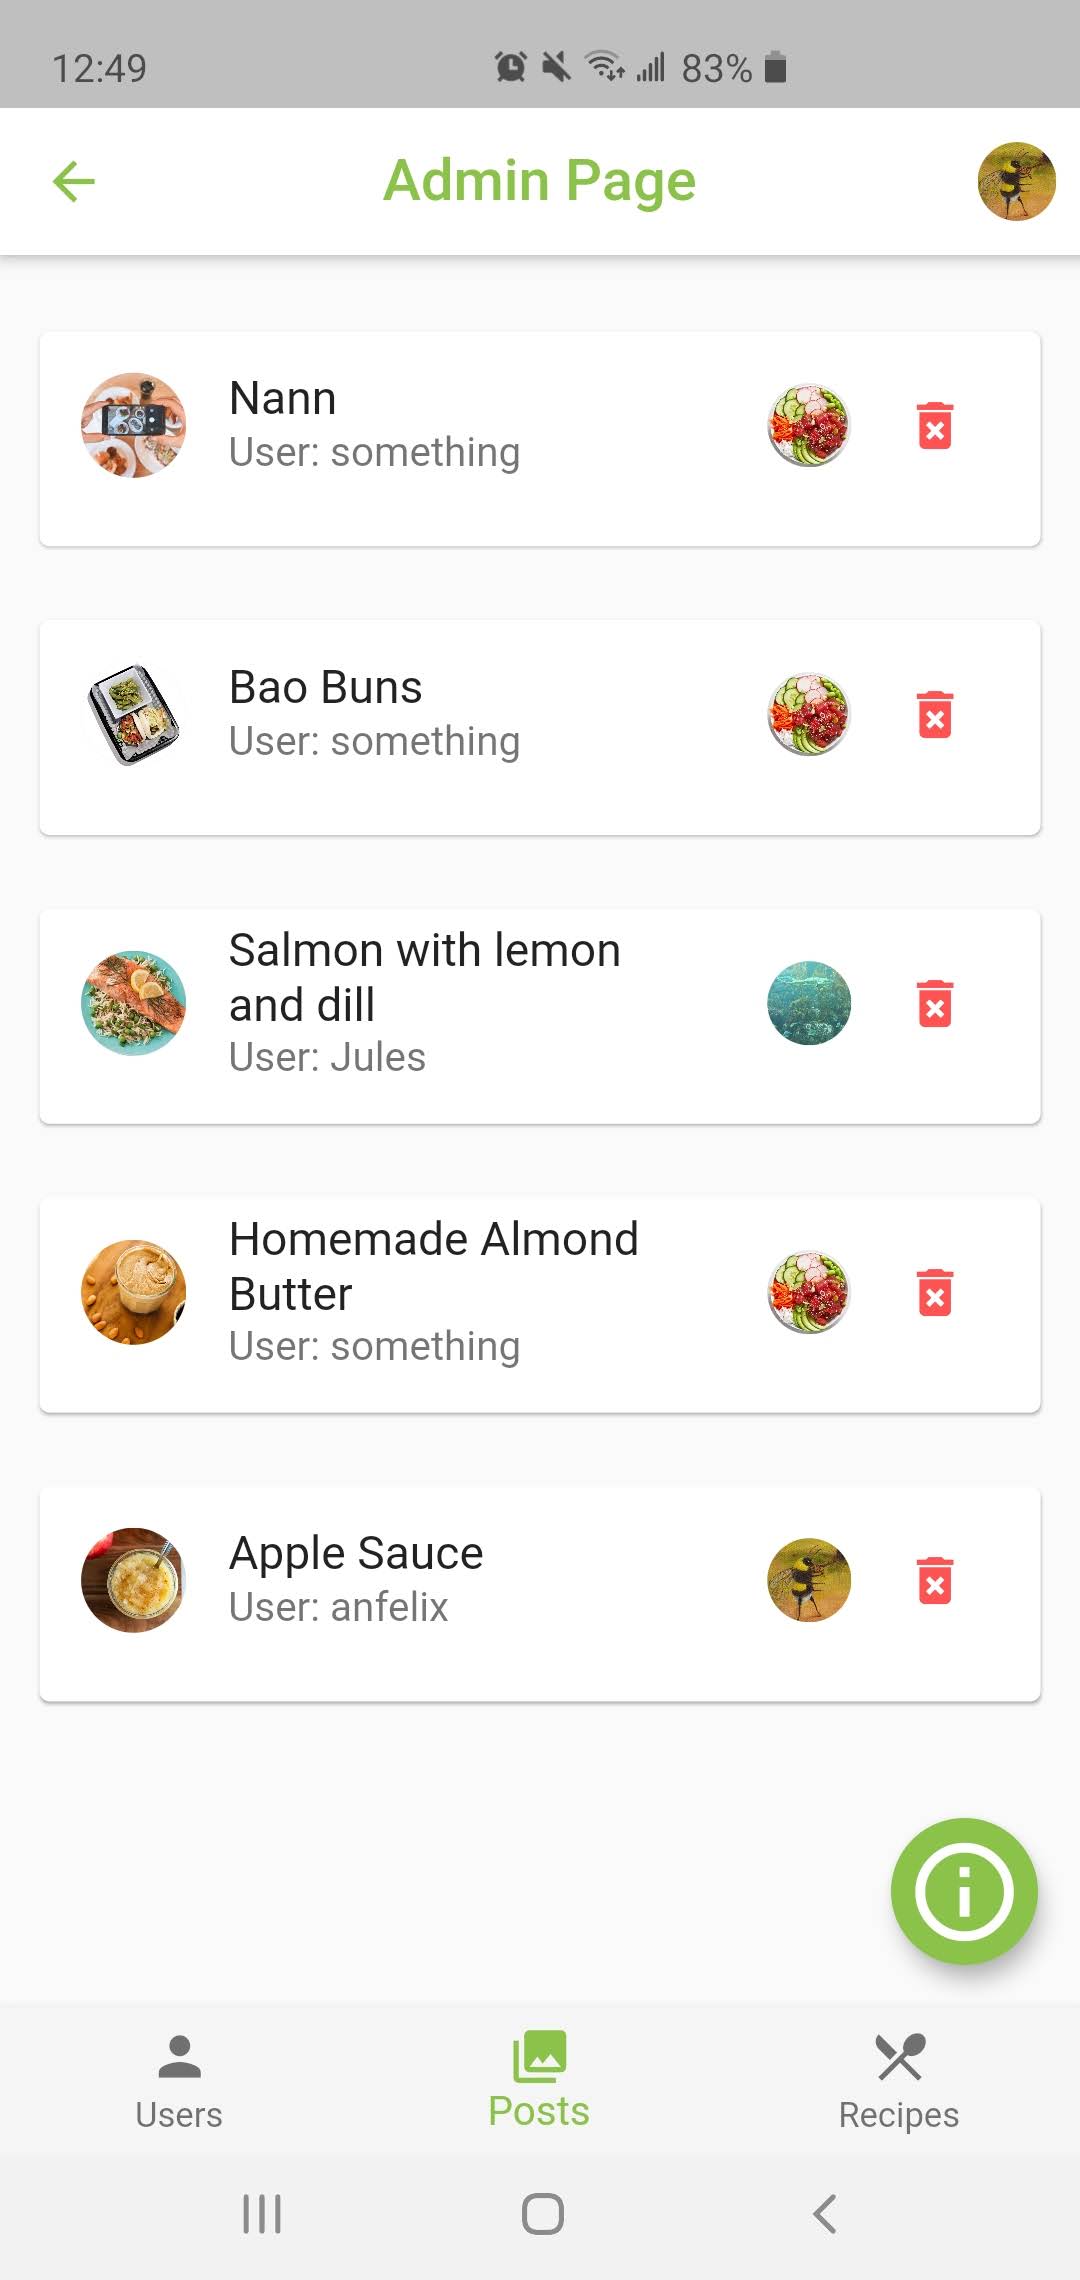 12:49
83%
Admin Page
Nann
User: something
Bao Buns
User: something
Salmon with lemon
and dill
User: Jules
Homemade Almond
Butter
User: something
Apple Sauce
User: anfelix
Users
Posts
Recipes